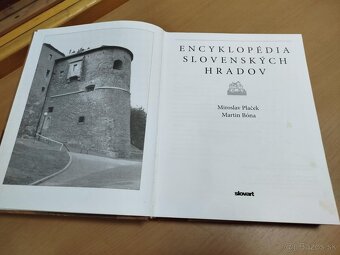 ENCYKLOPÉDIA
SLOVENSKÝCH
HRADOV
Miroslav Plaček
Martin Bóna
slovart